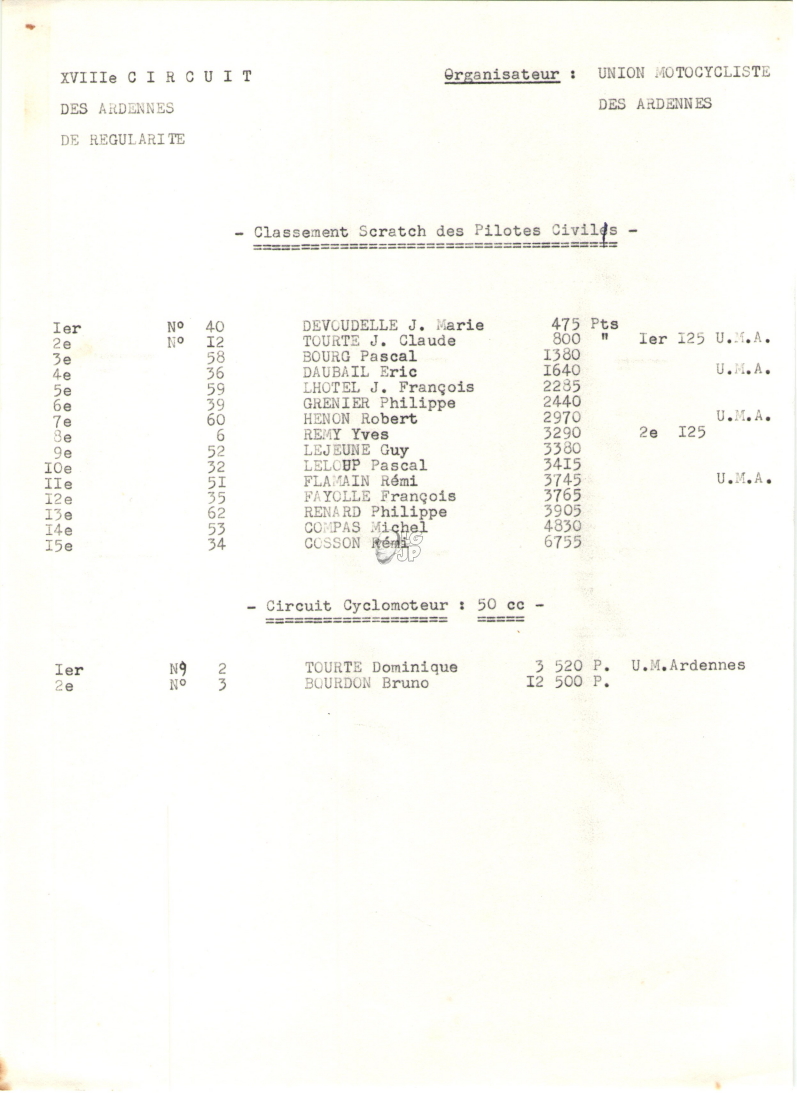 XVIIIe C I R C U I T Organisateur : UNION MOTOCYCLISTE
DES ARDENNES DES ARDENNES
DE REGULARITE
- Classement Scratch des Pilotes Civils -
Ier N° 40 DEVOUDELLE J. Marie 475 Pts
2e N° I2 TOURTE J. Claude 800 " Ier I25 U.M.A.
3e 58 BOURG Pascal I380
4e 36 DAUBAIL Eric I640 U.M.A.
5e 59 LHOTEL J. François 2285
6e 39 GRENIER Philippe 2440
7e 60 HENON Robert 2970 U.M.A.
8e 6 REMY Yves 3290 2e I25
9e 52 LEJEUNE Guy 3380
I0e 32 LELOUP Pascal 34I5
IIe 5I FLAMAIN Rémi 3745 U.M.A.
I2e 35 FAYOLLE François 3765
I3e 62 RENARD Philippe 3905
I4e 53 COMPAS Michel 4830
I5e 34 COSSON Rémi 6755
JP
- Circuit Cyclomoteur : 50 cc -
Ier N° 2 TOURTE Dominique 3 520 P. U.M.Ardennes
2e N° 3 BOURDON Bruno I2 500 P.